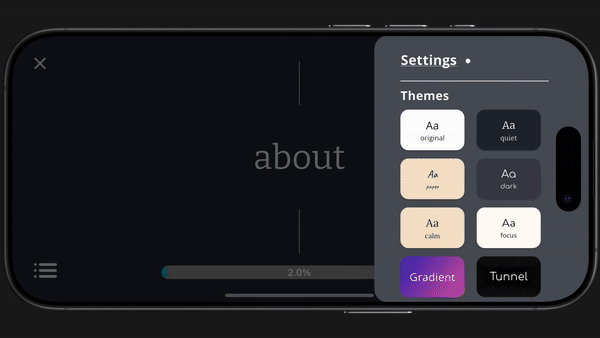 about
2.0%
Settings
Themes
Aa
original
Aa
quiet
Aa
paper
Aa
dark
Aa
calm
Aa
focus
Gradient
Tunnel